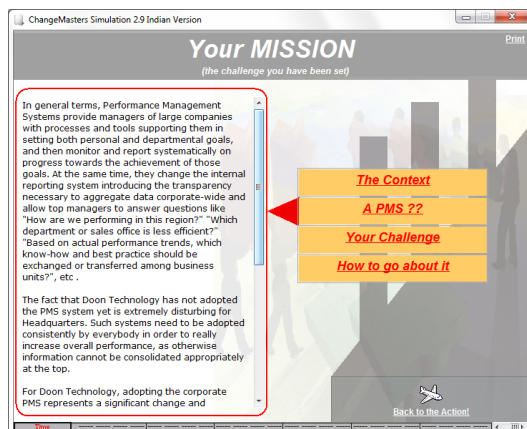 ChangeMasters Simulation 2.9 Indian Version
Your MISSION
Print
(the challenge you have been set)
In general terms, Performance Management
Systems provide managers of large companies
with processes and tools supporting them in
setting both personal and departmental goals,
and then monitor and report systematically on
progress towards the achievement of those
goals. At the same time, they change the internal
reporting system introducing the transparency
necessary to aggregate data corporate-wide and
allow top managers to answer questions like
"How are we performing in this region?" "Which
department or sales office is less efficient?"
"Based on actual performance trends, which
know-how and best practice should be
exchanged or transferred among business
units?", etc .
The fact that Doon Technology has not adopted
the PMS system yet is extremely disturbing for
Headquarters. Such systems need to be adopted
consistently by everybody in order to really
increase overall performance, as otherwise
information cannot be consolidated appropriately
at the top.
For Doon Technology, adopting the corporate
PMS represents a significant change and
The Context
A PMS ??
Your Challenge
How to go about it
Back to the Action!
Time